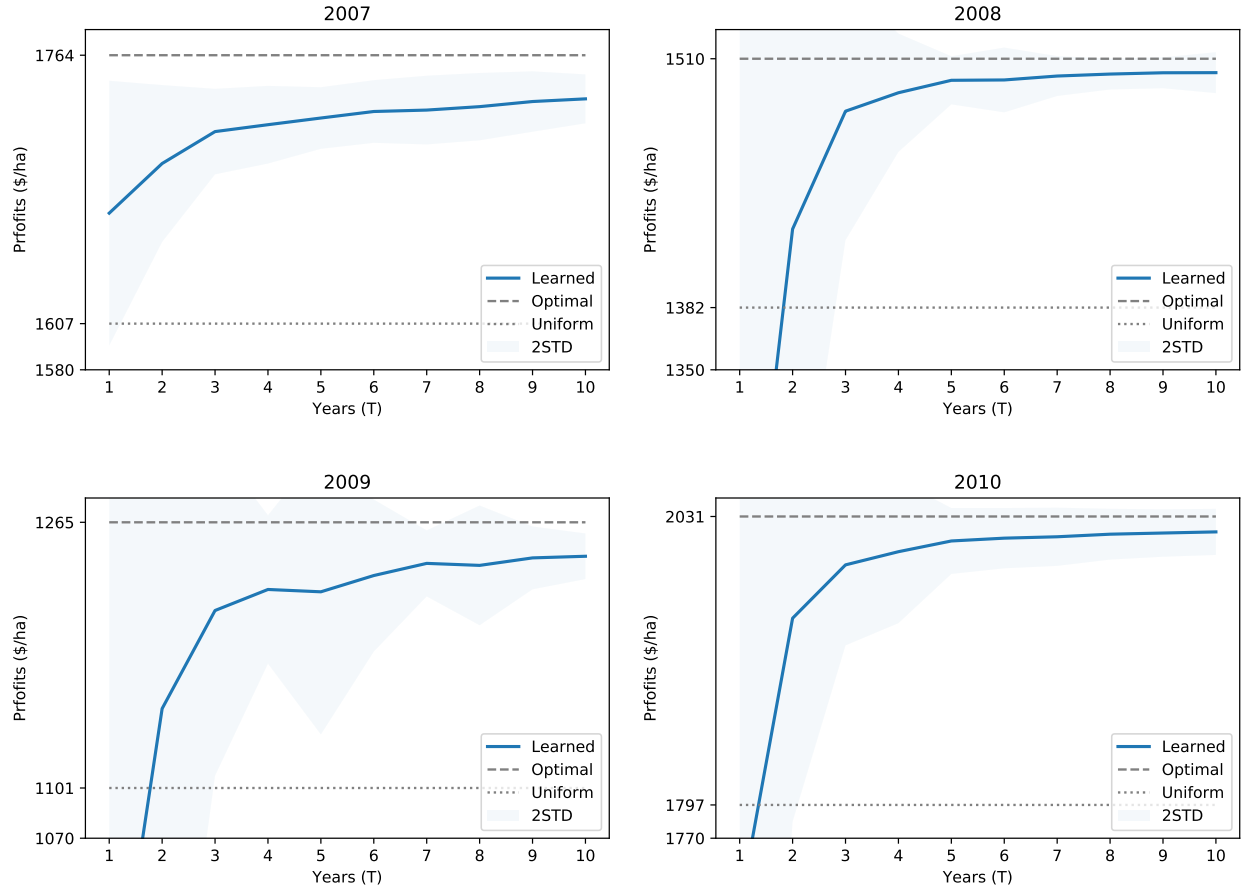 2007
1764
1607
1580
Prfofits ($/ha)
Learned
Optimal
Uniform
2STD
1 2 3 4 5 6 7 8 9 10
Years (T)
2008
1510
1382
1350
Prfofits ($/ha)
Learned
Optimal
Uniform
2STD
1 2 3 4 5 6 7 8 9 10
Years (T)
2009
1265
1101
1070
Prfofits ($/ha)
Learned
Optimal
Uniform
2STD
1 2 3 4 5 6 7 8 9 10
Years (T)
2010
2031
1797
1770
Prfofits ($/ha)
Learned
Optimal
Uniform
2STD
1 2 3 4 5 6 7 8 9 10
Years (T)